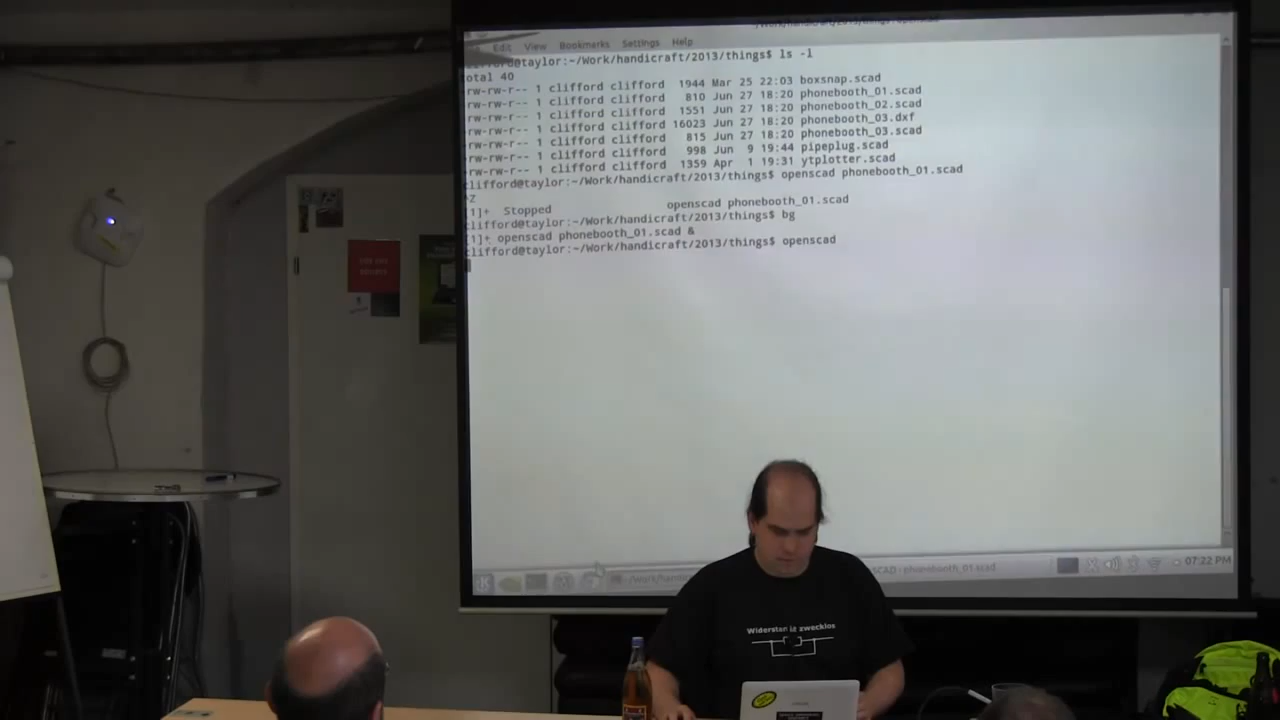 Edit View Bookmarks Settings Help
clifford@taylor:~/Work/handicraft/2013/things$ ls -l
total 40
rw-rw-r-- 1 clifford clifford 1944 Mar 25 22:03 boxsnap.scad
rw-rw-r-- 1 clifford clifford 810 Jun 27 18:20 phonebooth_01.scad
rw-rw-r-- 1 clifford clifford 1551 Jun 27 18:20 phonebooth_02.scad
rw-rw-r-- 1 clifford clifford 16023 Jun 27 18:20 phonebooth_03.dxf
rw-rw-r-- 1 clifford clifford 815 Jun 27 18:20 phonebooth_03.scad
rw-rw-r-- 1 clifford clifford 998 Jun 9 19:44 pipeplug.scad
rw-rw-r-- 1 clifford clifford 1359 Apr 1 19:31 ytplotter.scad
clifford@taylor:~/Work/handicraft/2013/things$ openscad phonebooth_01.scad
^Z
[1]+ Stopped openscad phonebooth_01.scad
clifford@taylor:~/Work/handicraft/2013/things$ bg
[1]+ openscad phonebooth_01.scad &
clifford@taylor:~/Work/handicraft/2013/things$ openscad
07:22 PM
Widerstand ist zwecklos